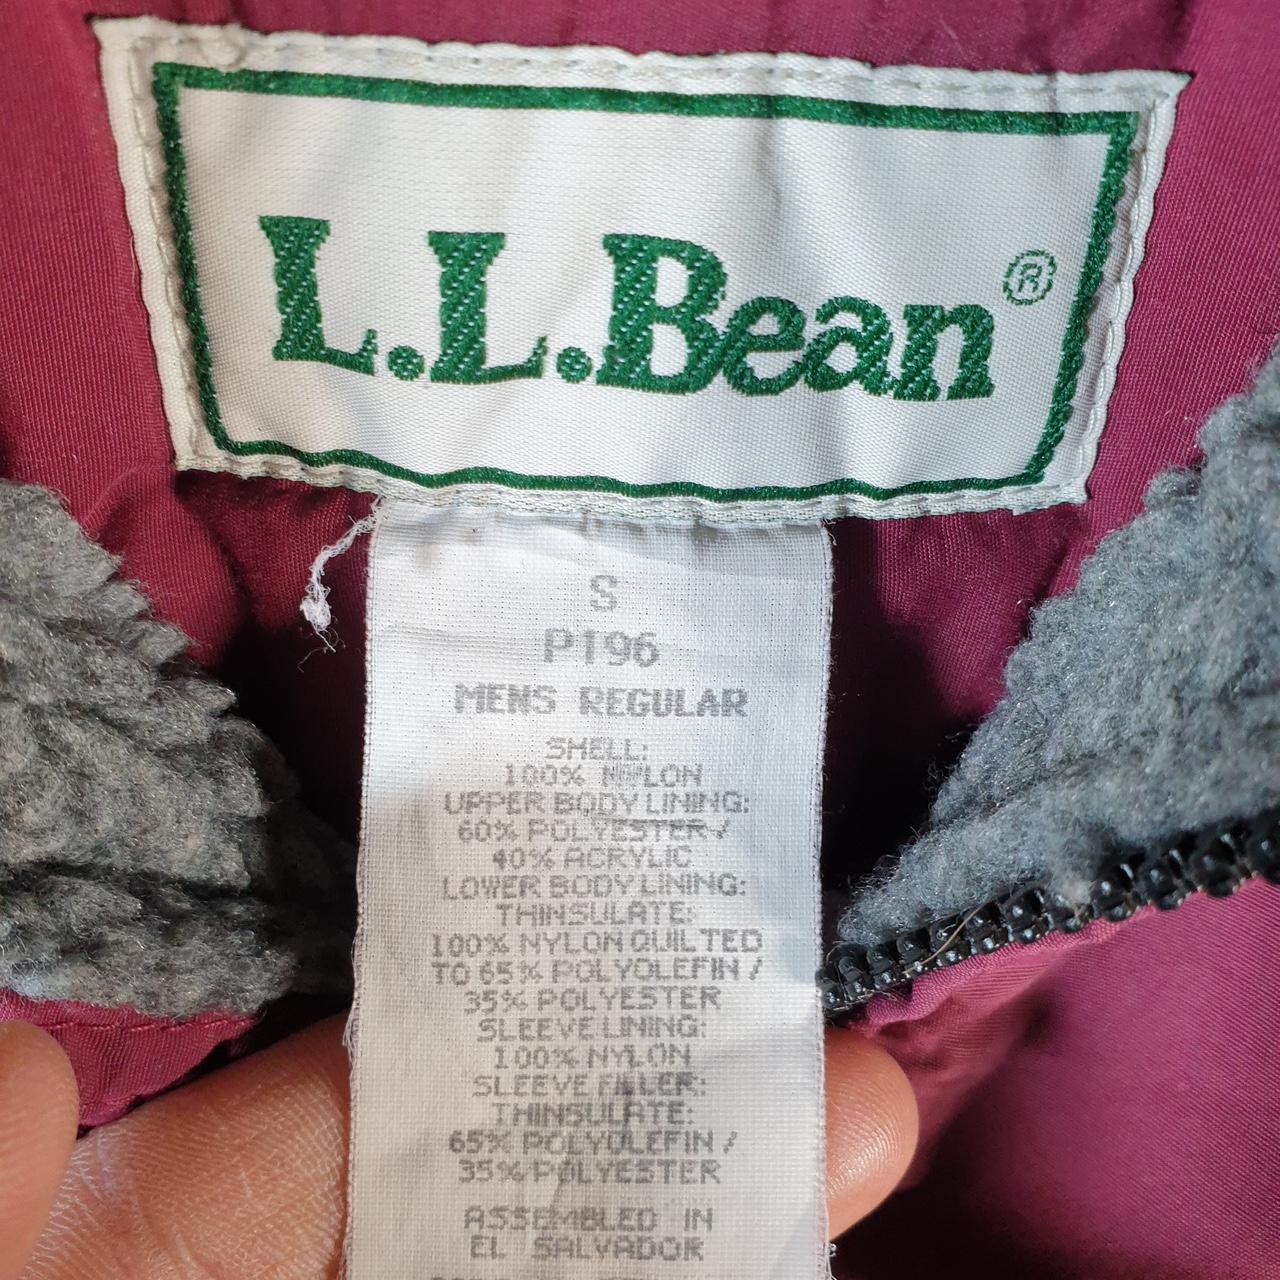 L.L.Bean®
S
P196
MENS REGULAR
SHELL:
100% NYLON
UPPER BODY LINING:
60% POLYESTER/
40% ACRYLIC
LOWER BODY LINING:
THINSULATE:
100% NYLON QUILTED
TO 65% POLYOLEFIN /
35% POLYESTER
SLEEVE LINING:
100% NYLON
SLEEVE FILLER:
THINSULATE:
65% POLYOLEFIN /
35% POLYESTER
ASSEMBLED IN
EL SALVADOR